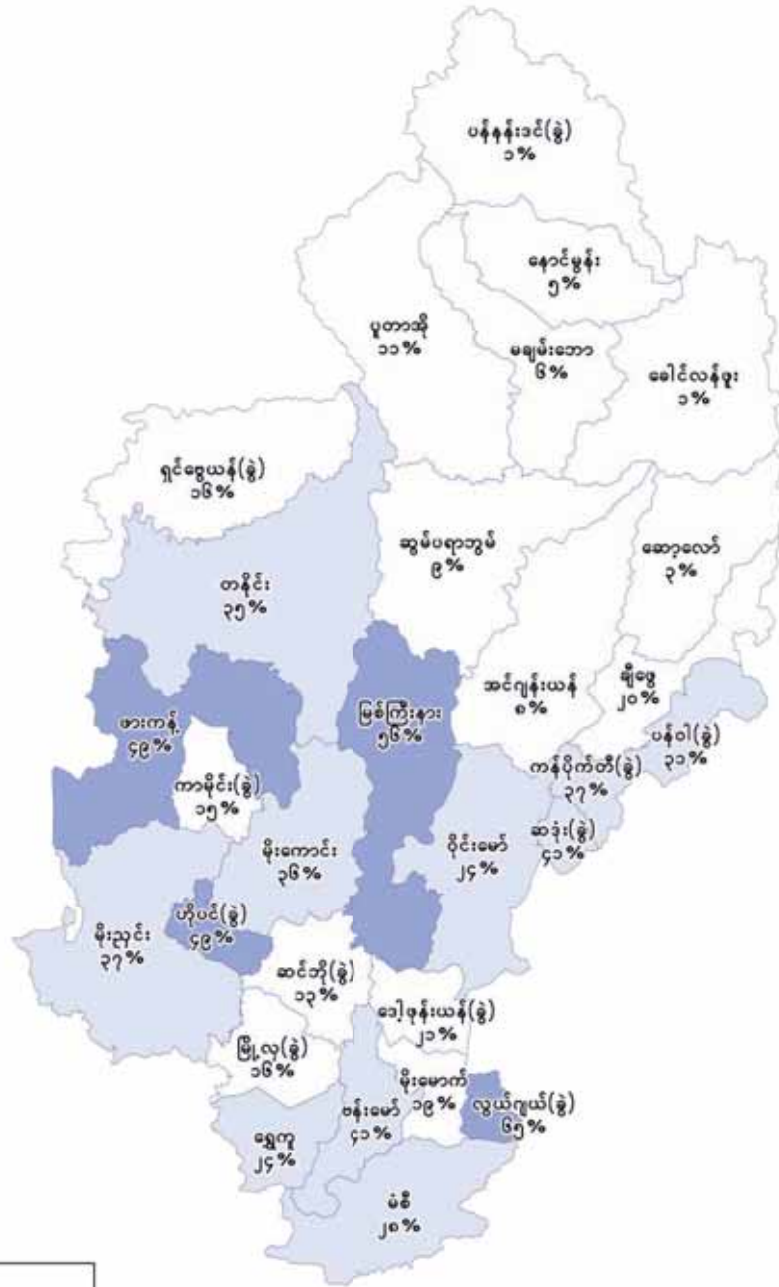 ပန်နန်းဒင်(ခွဲ)
၁%
နောင်မွန်း
၅%
ပူတာအို
၁၁%
မချမ်းဘော
၆%
ခေါင်လန်ဖူး
၁%
ရှင်ဗွေယန်(ခွဲ)
၁၆%
ဆွမ်ပရာဘွမ်
၉%
ဆော့လော်
၃%
တနိုင်း
၃၅%
အင်ဂျန်းယန်
၈%
ချီဖွေ
၂၀%
မြစ်ကြီးနား
၅၆%
ဖားကန့်
၄၉%
ပန်ဝါ(ခွဲ)
၃၁%
ကန်ပိုက်တီ(ခွဲ)
၃၇%
ကာမိုင်း(ခွဲ)
၁၅%
ဆဒုံး(ခွဲ)
၄၁%
မိုးကောင်း
၃၆%
ဝိုင်းမော်
၂၄%
ဟိုပင်(ခွဲ)
၄၉%
မိုးညှင်း
၃၇%
ဆင်ဘို(ခွဲ)
၁၃%
ဒေါ့ဖုန်းယန်(ခွဲ)
၂၁%
မြို့လှ(ခွဲ)
၁၆%
မိုးမောက်
၁၉%
လွယ်ဂျယ်(ခွဲ)
၆၅%
ဗန်းမော်
၄၁%
ရွှေကူ
၂၄%
မံစီ
၂၈%